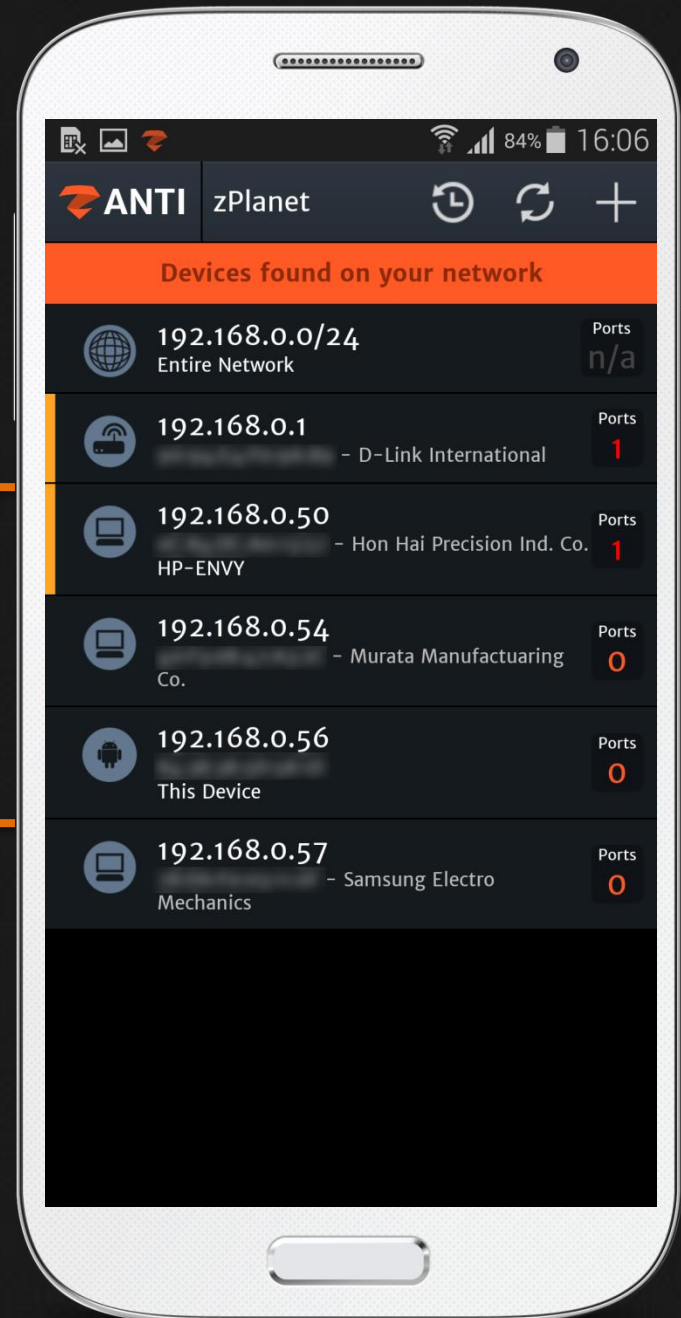 84% 16:06
ZANTI zPlanet
Devices found on your network
192.168.0.0/24
Entire Network
Ports
n/a
192.168.0.1
- D-Link International
Ports
1
192.168.0.50
- Hon Hai Precision Ind. Co.
HP-ENVY
Ports
1
192.168.0.54
- Murata Manufactuaring
Co.
Ports
0
192.168.0.56
This Device
Ports
0
192.168.0.57
- Samsung Electro
Mechanics
Ports
0